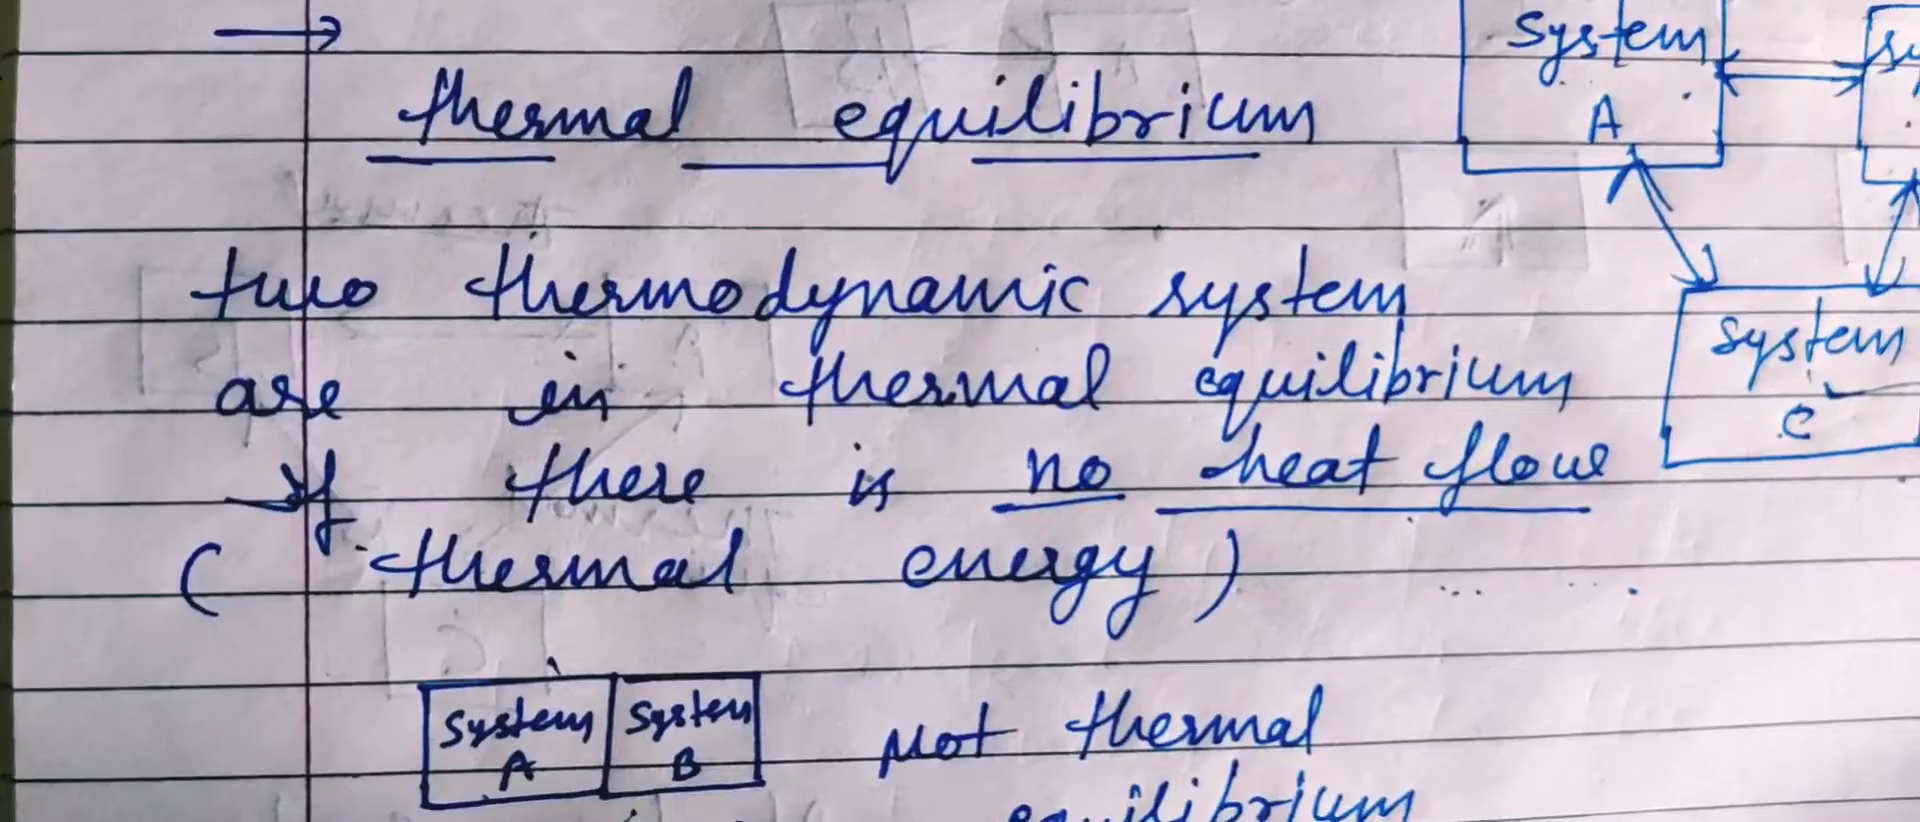 thermal equilibrium
two thermodynamic system
are in thermal equilibrium
if there is no heat flow
( thermal energy )
System
A
System
C
System
A
System
B
Not thermal
equilibrium